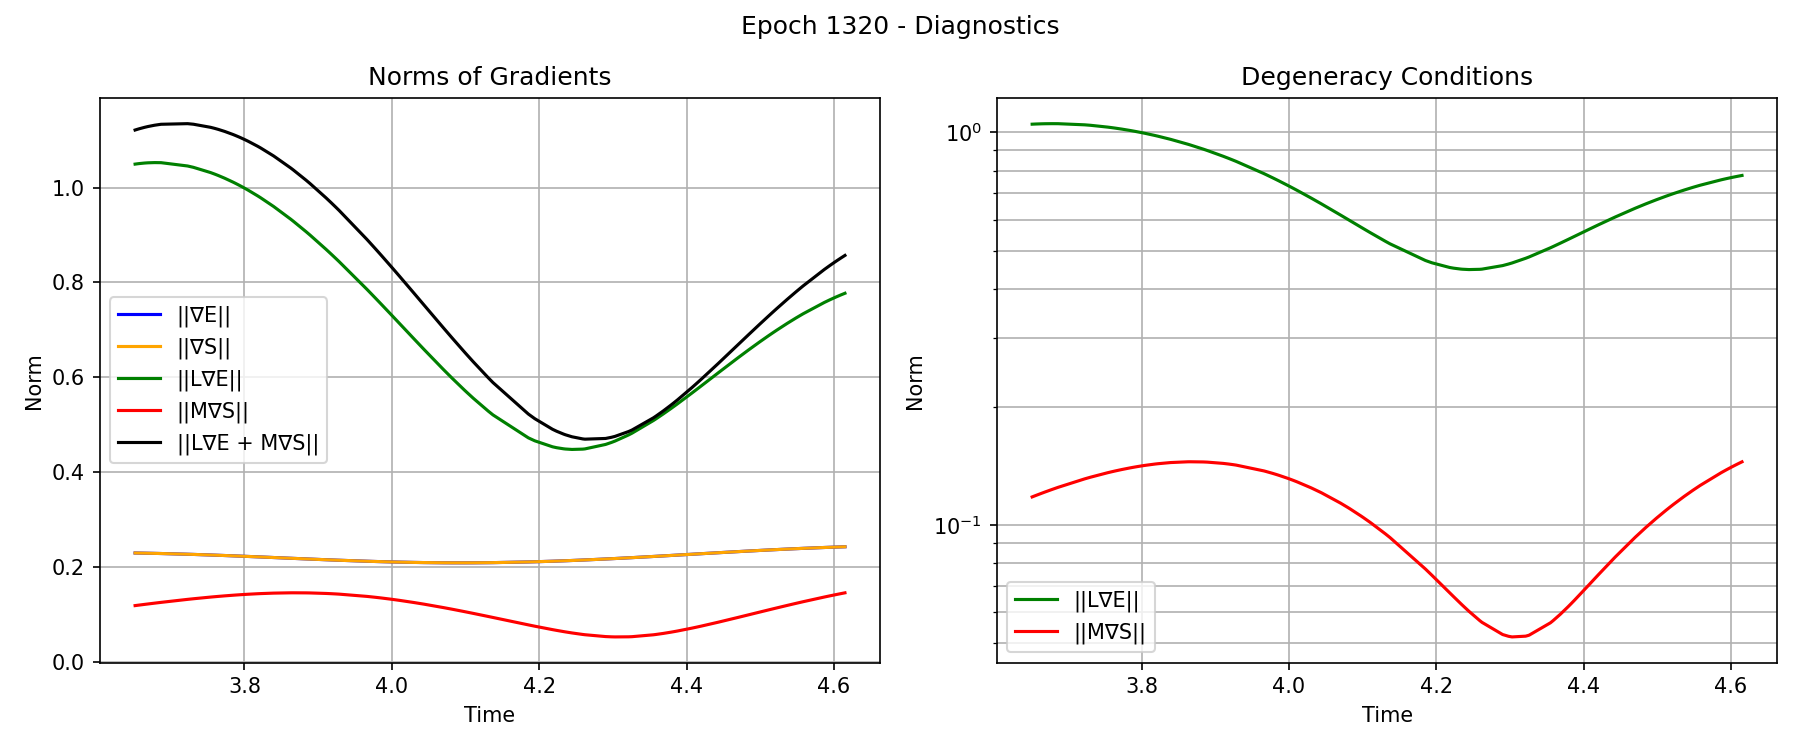 Epoch 1320 - Diagnostics
Norms of Gradients
Norm
1.0
0.8
0.6
0.4
0.2
0.0
||∇E||
||∇S||
||L∇E||
||M∇S||
||L∇E + M∇S||
3.8 4.0 4.2 4.4 4.6
Time
Degeneracy Conditions
Norm
10⁰
10⁻¹
||L∇E||
||M∇S||
3.8 4.0 4.2 4.4 4.6
Time